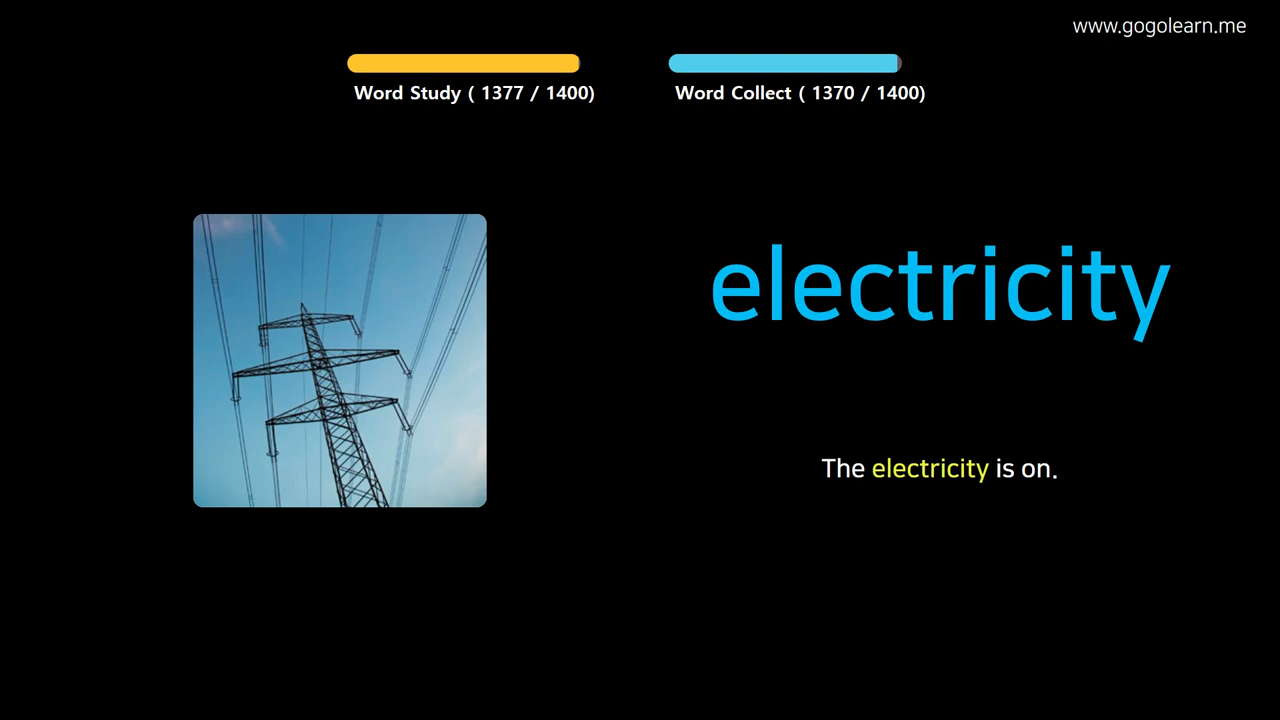 www.gogolearn.me
Word Study ( 1377 / 1400)
Word Collect ( 1370 / 1400)
electricity
The electricity is on.